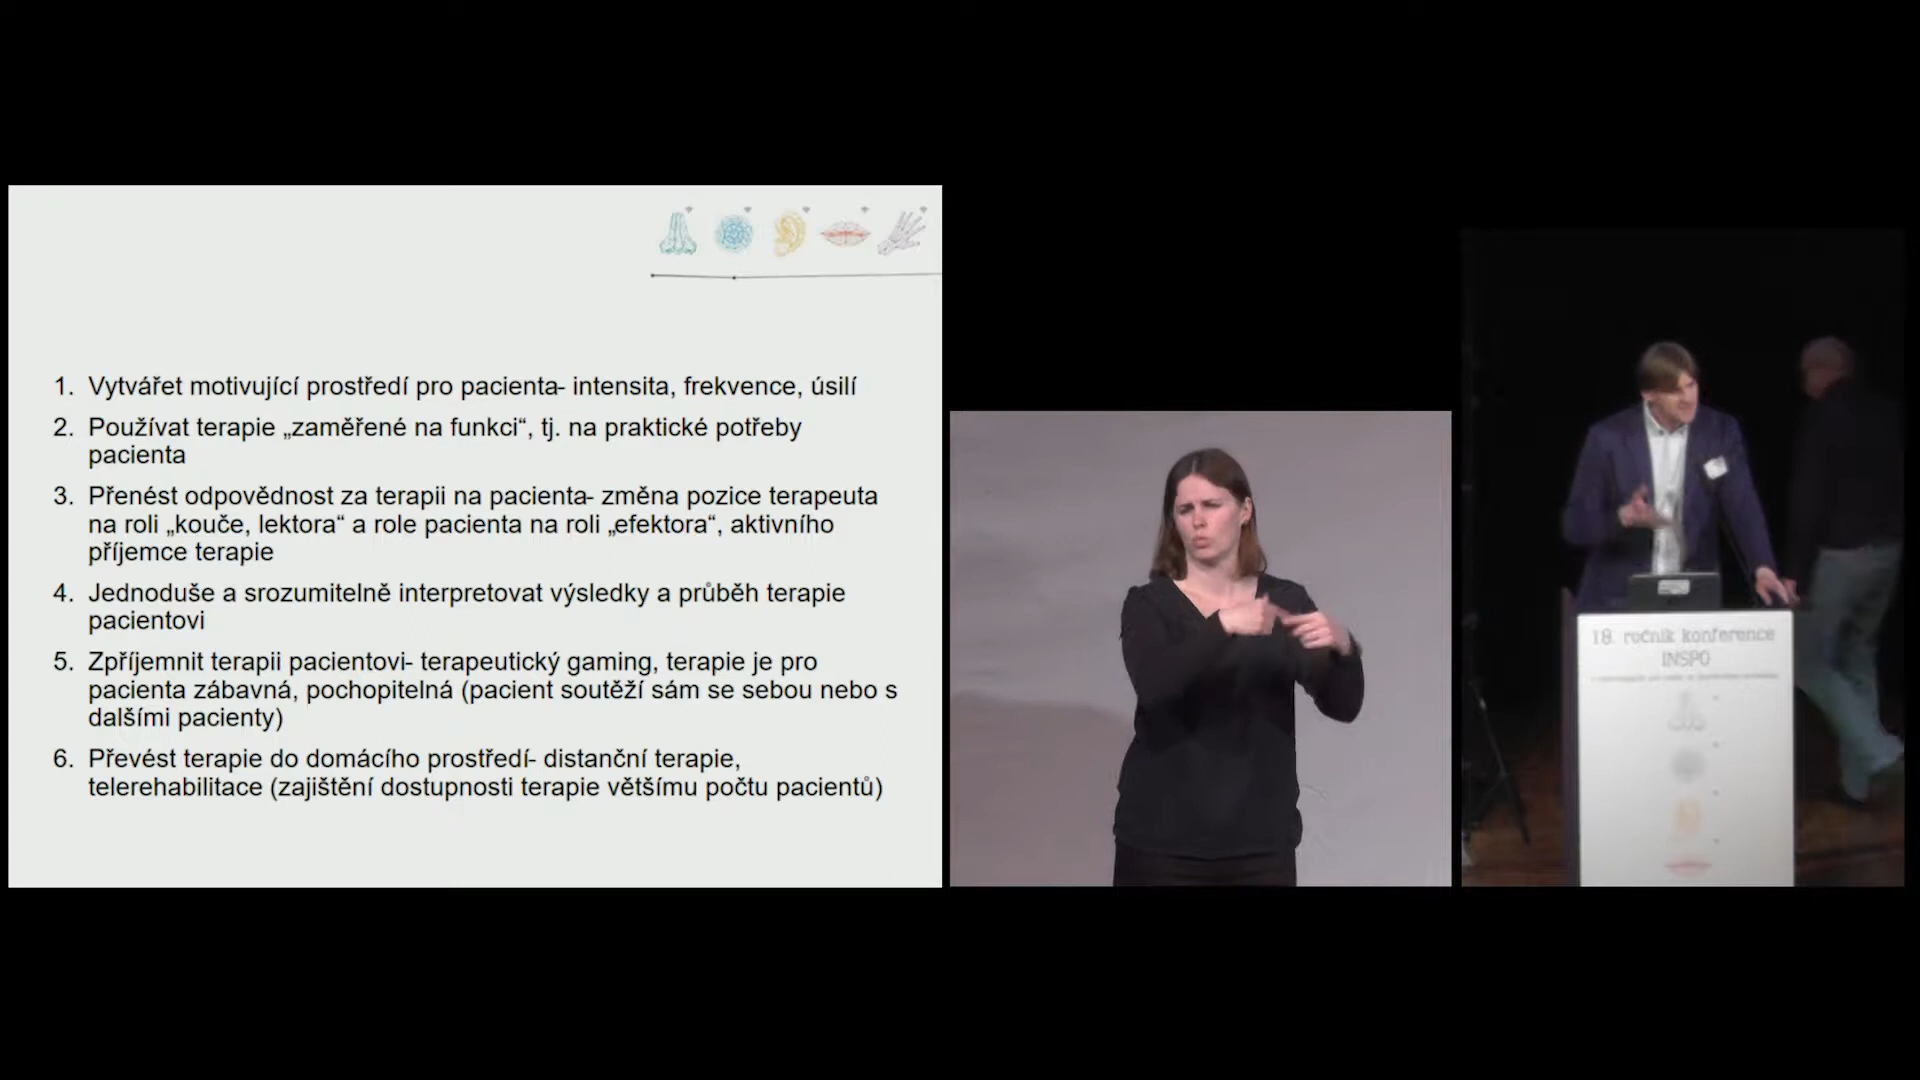 1. Vytvářet motivující prostředí pro pacienta- intensita, frekvence, úsilí
2. Používat terapie „zaměřené na funkci“, tj. na praktické potřeby
pacienta
3. Přenést odpovědnost za terapii na pacienta- změna pozice terapeuta
na roli „kouče, lektora“ a role pacienta na roli „efektora“, aktivního
příjemce terapie
4. Jednoduše a srozumitelně interpretovat výsledky a průběh terapie
pacientovi
5. Zpříjemnit terapii pacientovi- terapeutický gaming, terapie je pro
pacienta zábavná, pochopitelná (pacient soutěží sám se sebou nebo s
dalšími pacienty)
6. Převést terapie do domácího prostředí- distanční terapie,
telerehabilitace (zajištění dostupnosti terapie většímu počtu pacientů)
18. ročník konference
INSPO